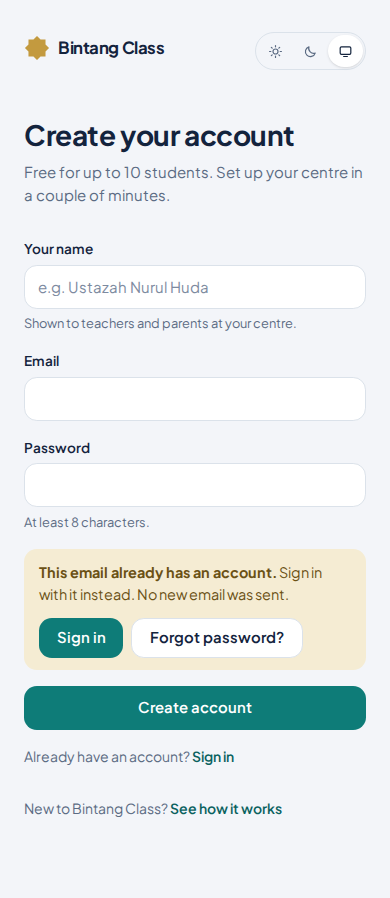 Bintang Class
Create your account
Free for up to 10 students. Set up your centre in
a couple of minutes.
Your name
e.g. Ustazah Nurul Huda
Shown to teachers and parents at your centre.
Email
Password
At least 8 characters.
This email already has an account. Sign in
with it instead. No new email was sent.
Sign in
Forgot password?
Create account
Already have an account? Sign in
New to Bintang Class? See how it works